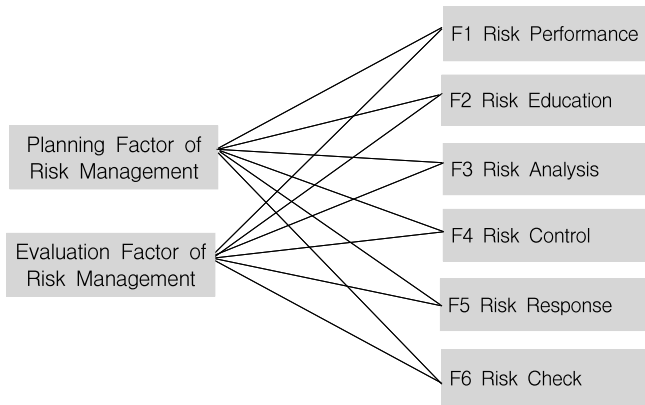 Planning Factor of
Risk Management
Evaluation Factor of
Risk Management
F1 Risk Performance
F2 Risk Education
F3 Risk Analysis
F4 Risk Control
F5 Risk Response
F6 Risk Check